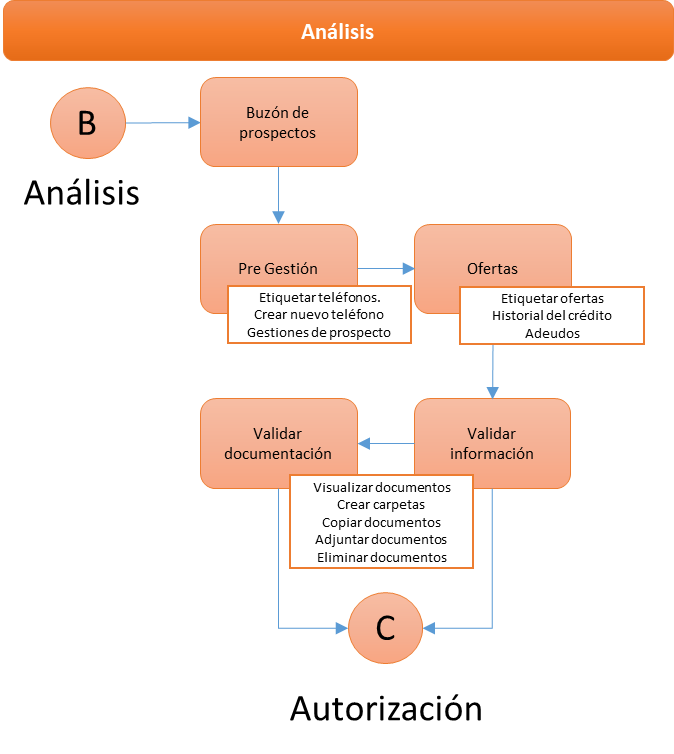 Análisis
B
Análisis
Buzón de
prospectos
Pre Gestión
Etiquetar teléfonos.
Crear nuevo teléfono
Gestiones de prospecto
Ofertas
Etiquetar ofertas
Historial del crédito
Adeudos
Validar
documentación
Validar
información
Visualizar documentos
Crear carpetas
Copiar documentos
Adjuntar documentos
Eliminar documentos
C
Autorización